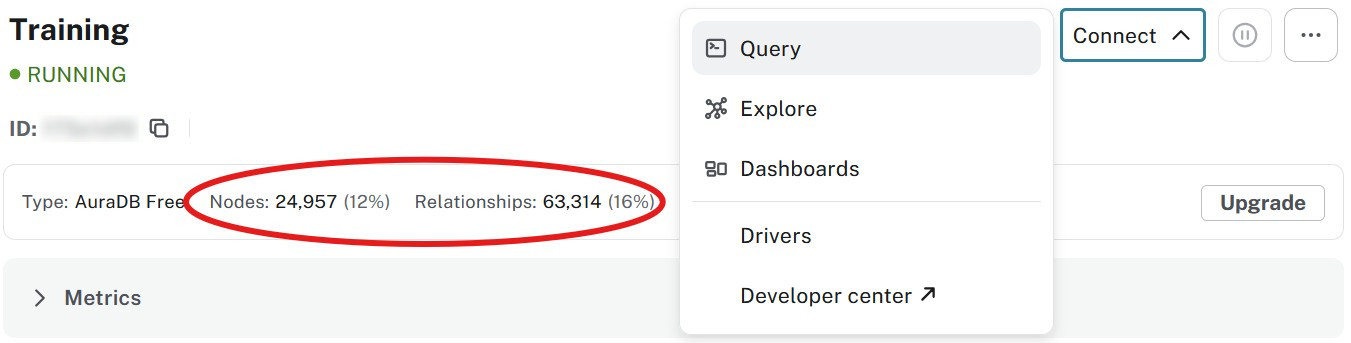 Training
RUNNING
ID:
Type: AuraDB Free Nodes: 24,957 (12%) Relationships: 63,314 (16%)
Metrics
Query
Explore
Dashboards
Drivers
Developer center
Connect
Upgrade